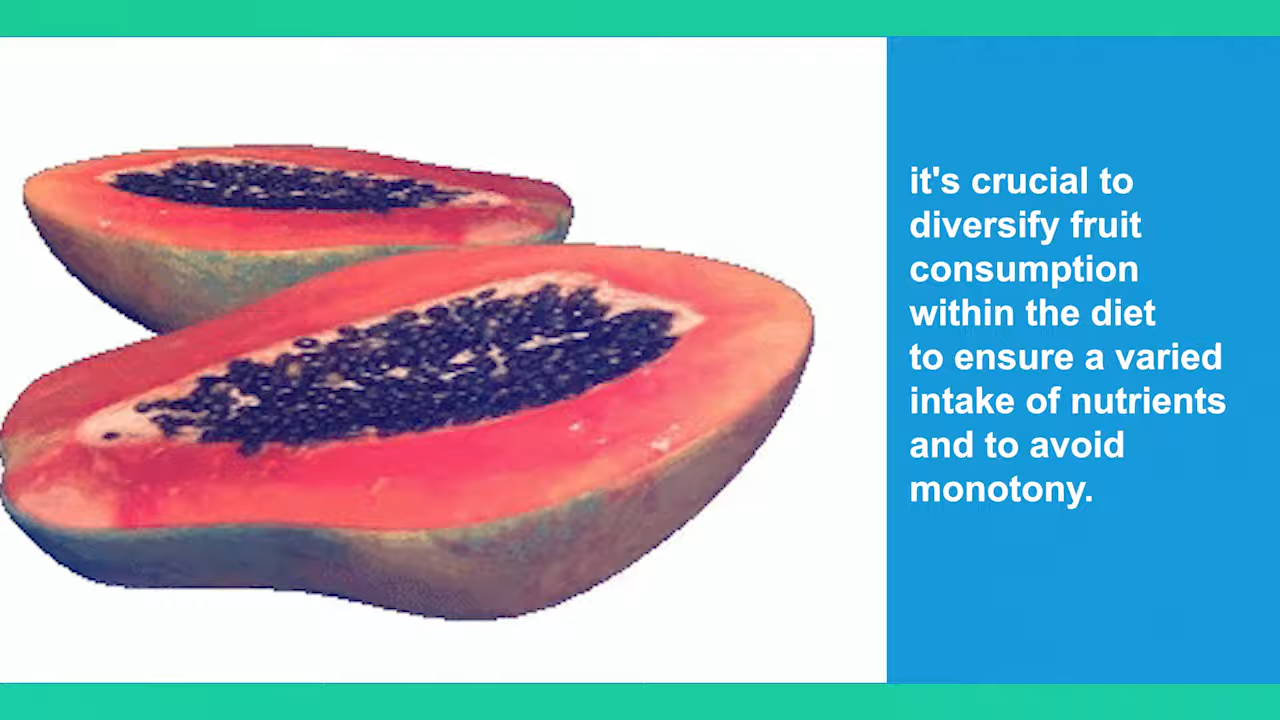 it's crucial to
diversify fruit
consumption
within the diet
to ensure a varied
intake of nutrients
and to avoid
monotony.